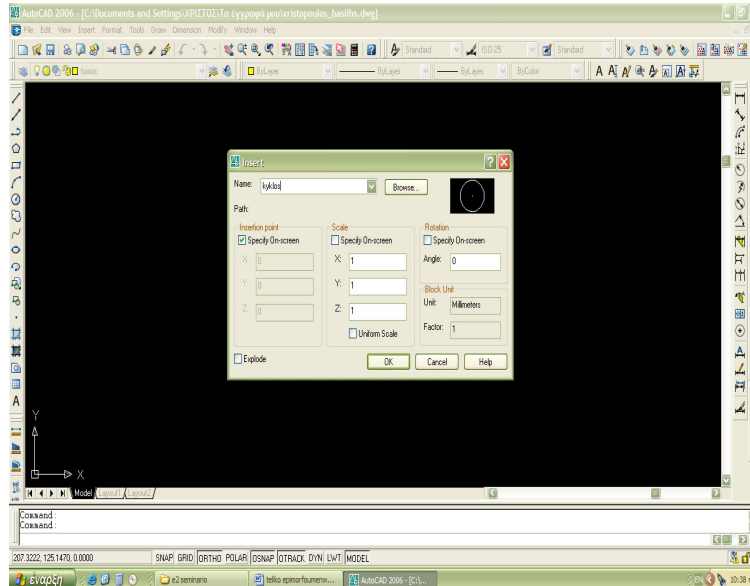 AutoCAD 2006 - [C:\Documents and Settings\ΧΡΙΣΤΟΣ\Τα έγγραφά μου\xristopoulos_basilhs.dwg]
File Edit View Insert Format Tools Draw Dimension Modify Window Help
Standard ISO-25 Standard
toixos ByLayer ByLayer ByLayer ByColor
Insert
Name: kyklos Browse...
Path:
Insertion point Scale Rotation
Specify On-screen Specify On-screen Specify On-screen
X: 0 X: 1 Angle: 0
Y: 0 Y: 1 Block Unit
Unit: Millimeters
Z: 0 Z: 1
Factor: 1
Uniform Scale
Explode OK Cancel Help
Y
X
Model Layout1 Layout2
Command:
Command:
207.3222, 125.1470, 0.0000 SNAP GRID ORTHO POLAR OSNAP OTRACK DYN LWT MODEL
έναρξη e2 seminario teliko epimorfoumenw... AutoCAD 2006 - [C:\... EN 10:38